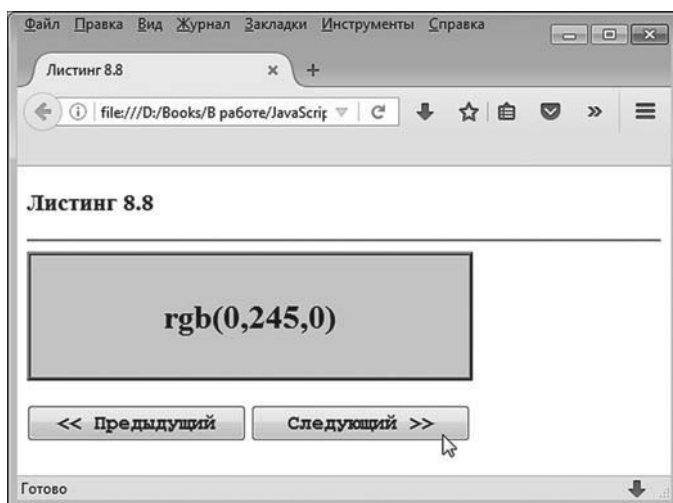 Файл Правка Вид Журнал Закладки Инструменты Справка
Листинг 8.8
file:///D:/Books/В работе/JavaScrip
Листинг 8.8
rgb(0,245,0)
<< Предыдущий Следующий >>
Готово